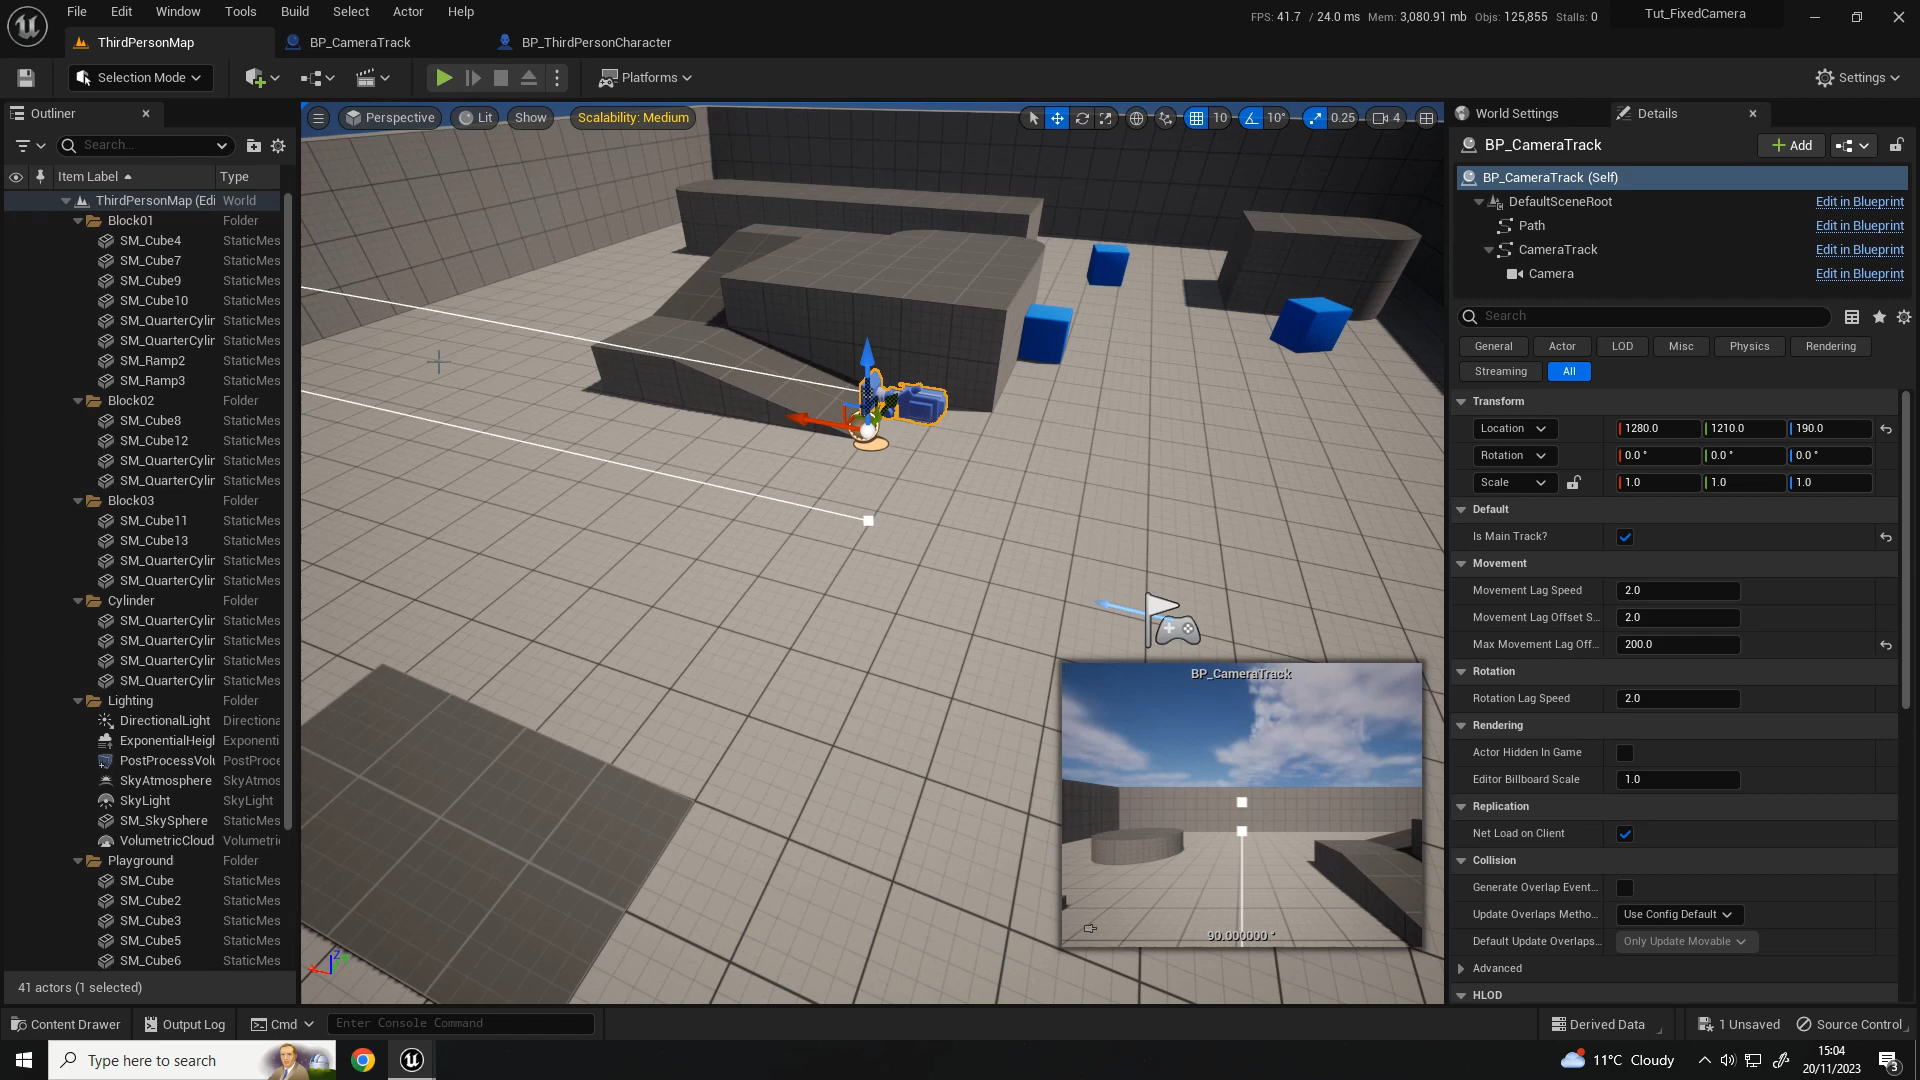 File Edit Window Tools Build Select Actor Help
FPS: 41.7 / 24.0 ms Mem: 3,080.91 mb Objs: 125,855 Stalls: 0
Tut_FixedCamera
ThirdPersonMap
BP_CameraTrack
BP_ThirdPersonCharacter
Selection Mode
Platforms
Settings
Outliner
Search...
Item Label Type
ThirdPersonMap (Edi World
Block01 Folder
SM_Cube4 StaticMes
SM_Cube7 StaticMes
SM_Cube9 StaticMes
SM_Cube10 StaticMes
SM_QuarterCylir StaticMes
SM_QuarterCylir StaticMes
SM_Ramp2 StaticMes
SM_Ramp3 StaticMes
Block02 Folder
SM_Cube8 StaticMes
SM_Cube12 StaticMes
SM_QuarterCylir StaticMes
SM_QuarterCylir StaticMes
Block03 Folder
SM_Cube11 StaticMes
SM_Cube13 StaticMes
SM_QuarterCylir StaticMes
SM_QuarterCylir StaticMes
Cylinder Folder
SM_QuarterCylir StaticMes
SM_QuarterCylir StaticMes
SM_QuarterCylir StaticMes
SM_QuarterCylir StaticMes
Lighting Folder
DirectionalLight Directiona
ExponentialHeigl Exponenti
PostProcessVolu PostProce
SkyAtmosphere SkyAtmos
SkyLight SkyLight
SM_SkySphere StaticMes
VolumetricCloud Volumetri
Playground Folder
SM_Cube StaticMes
SM_Cube2 StaticMes
SM_Cube3 StaticMes
SM_Cube5 StaticMes
SM_Cube6 StaticMes
41 actors (1 selected)
Perspective Lit Show Scalability: Medium
10 10° 0.25 4
BP_CameraTrack
90.000000 °
World Settings
Details
BP_CameraTrack
Add
BP_CameraTrack (Self)
DefaultSceneRoot Edit in Blueprint
Path Edit in Blueprint
CameraTrack Edit in Blueprint
Camera Edit in Blueprint
Search
General Actor LOD Misc Physics Rendering
Streaming All
Transform
Location 1280.0 1210.0 190.0
Rotation 0.0 ° 0.0 ° 0.0 °
Scale 1.0 1.0 1.0
Default
Is Main Track?
Movement
Movement Lag Speed 2.0
Movement Lag Offset S... 2.0
Max Movement Lag Off... 200.0
Rotation
Rotation Lag Speed 2.0
Rendering
Actor Hidden In Game
Editor Billboard Scale 1.0
Replication
Net Load on Client
Collision
Generate Overlap Event...
Update Overlaps Metho... Use Config Default
Default Update Overlaps... Only Update Movable
Advanced
HLOD
Content Drawer Output Log Cmd Enter Console Command
Derived Data 1 Unsaved Source Control
Type here to search
11°C Cloudy
15:04
20/11/2023
3